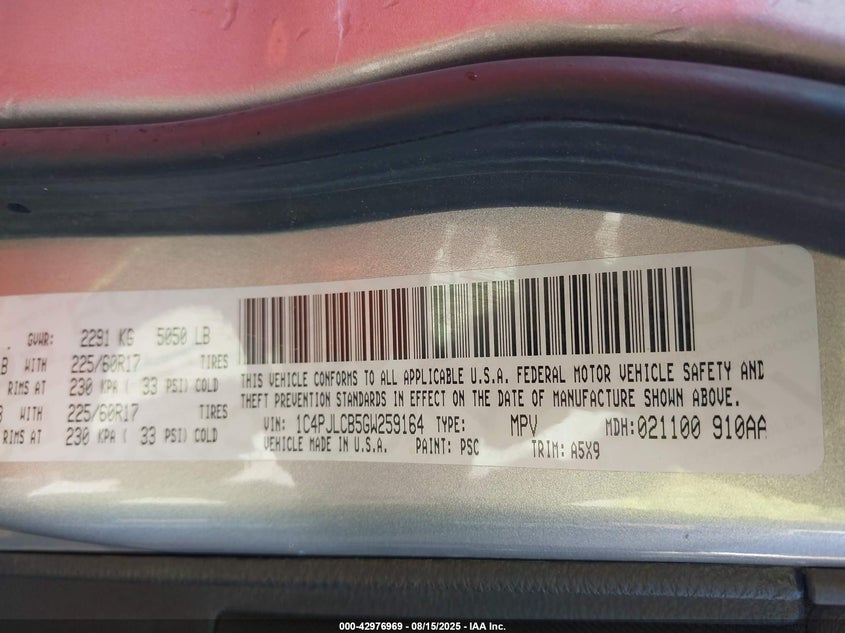 GVWR: 2291 KG 5050 LB
B WITH 225/60R17 TIRES
RIMS AT 230 KPA ( 33 PSI) COLD
B WITH 225/60R17 TIRES
RIMS AT 230 KPA ( 33 PSI) COLD
THIS VEHICLE CONFORMS TO ALL APPLICABLE U.S.A. FEDERAL MOTOR VEHICLE SAFETY AND
THEFT PREVENTION STANDARDS IN EFFECT ON THE DATE OF MANUFACTURE SHOWN ABOVE.
VIN: 1C4PJLCB5GW259164 TYPE: MPV MDH: 021100 910AA
VEHICLE MADE IN U.S.A. PAINT: PSC TRIM: A5X9
000-42976969 - 08/15/2025 - IAA Inc.